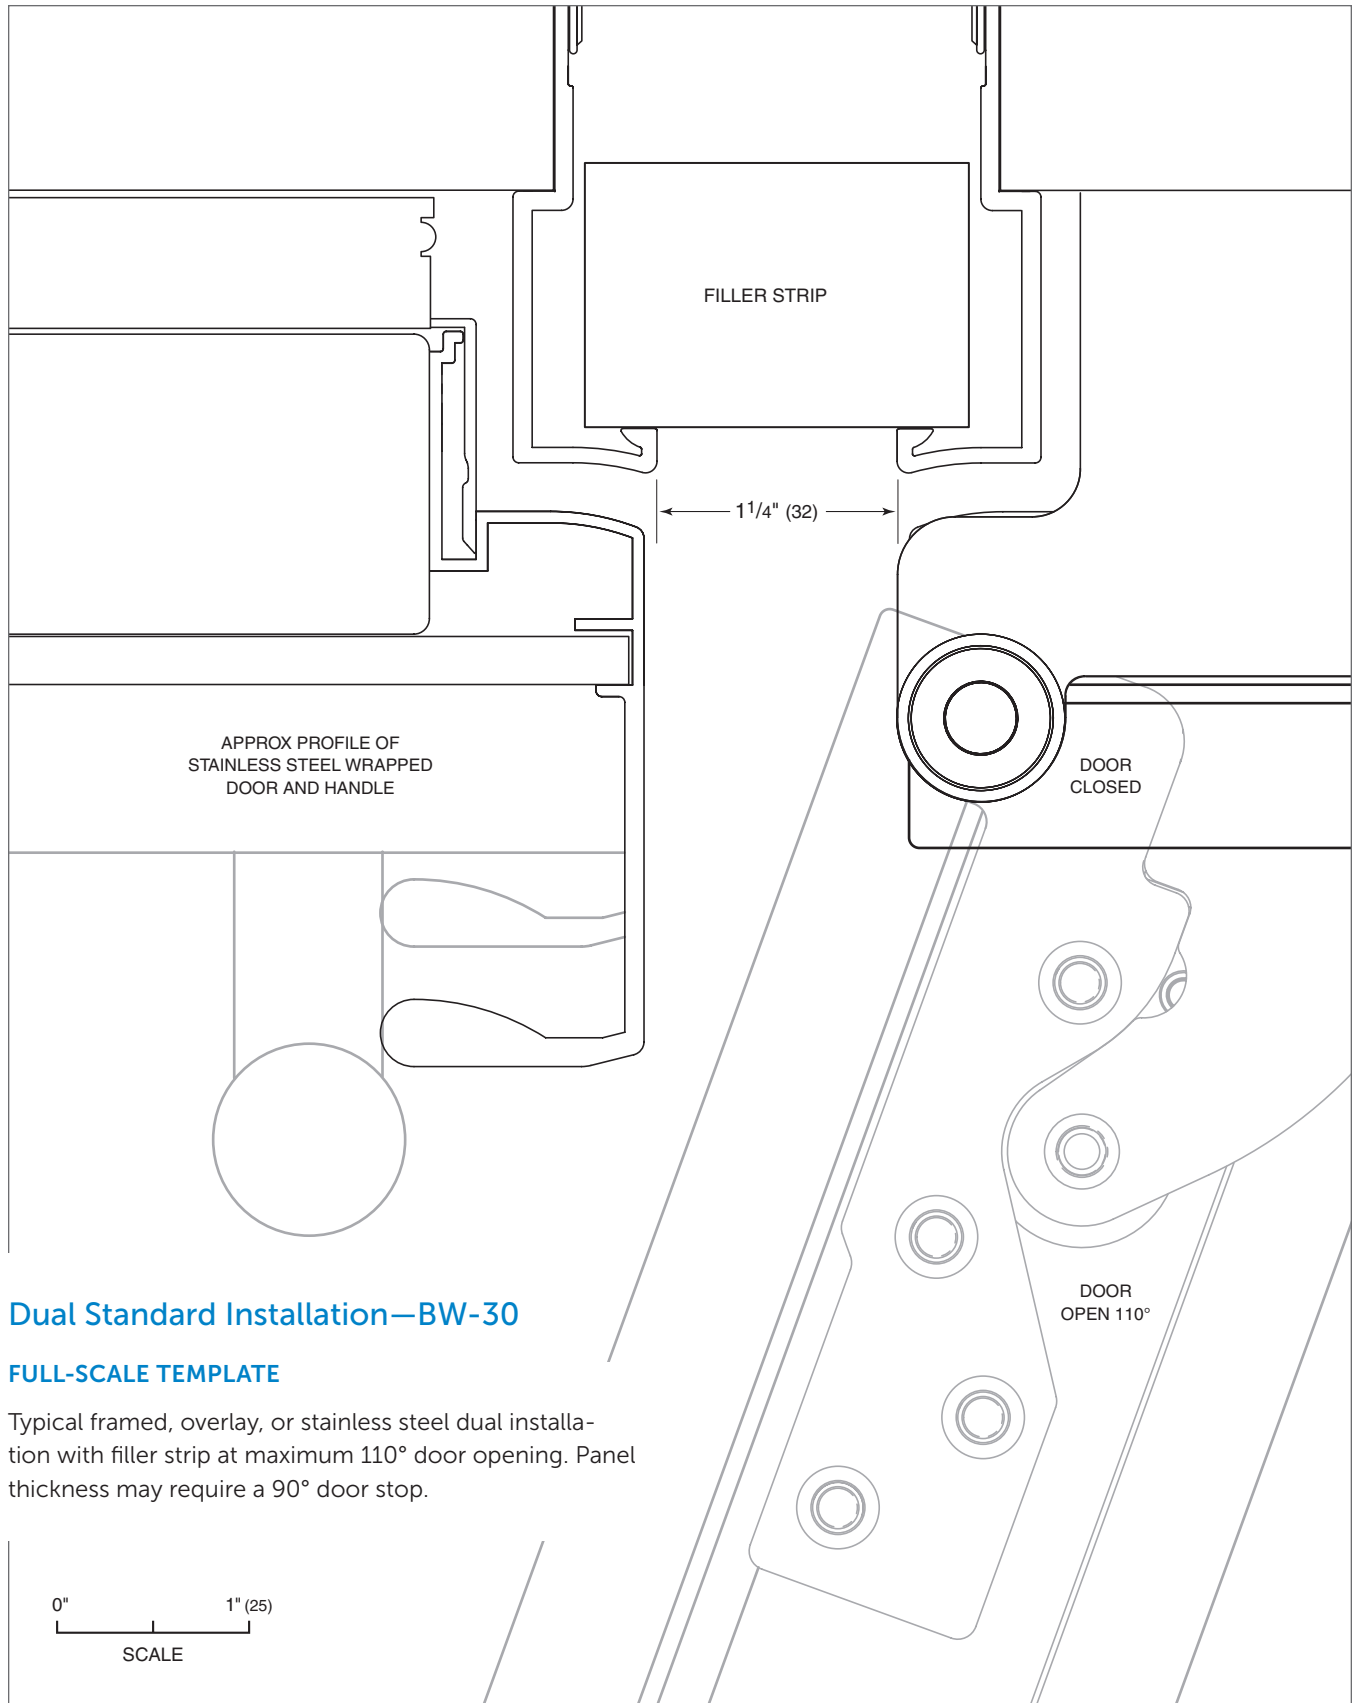 FILLER STRIP
1 1/4" (32)
APPROX PROFILE OF
STAINLESS STEEL WRAPPED
DOOR AND HANDLE
DOOR
CLOSED
DOOR
OPEN 110°
Dual Standard Installation—BW-30
FULL-SCALE TEMPLATE
Typical framed, overlay, or stainless steel dual installa-
tion with filler strip at maximum 110° door opening. Panel
thickness may require a 90° door stop.
0" 1" (25)
SCALE